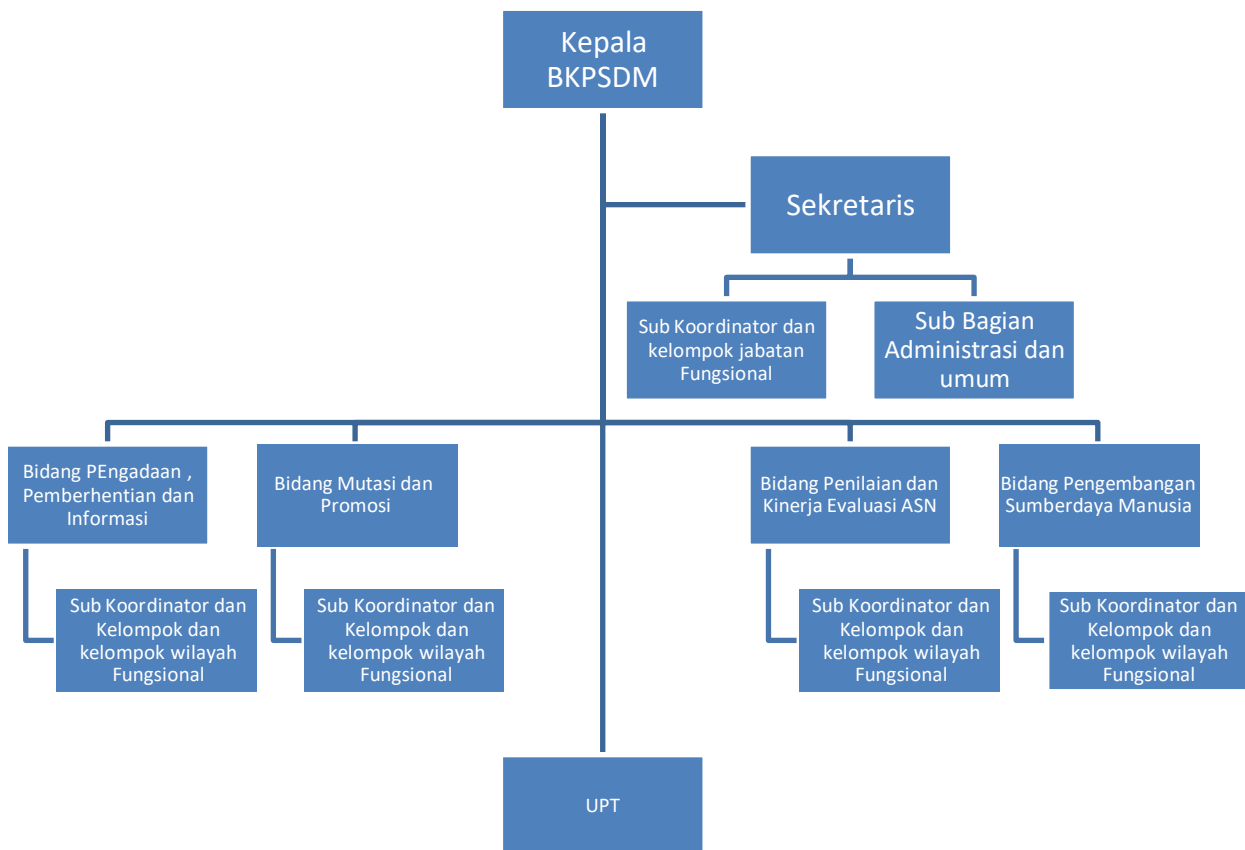 Kepala
BKPSDM
Sekretaris
Sub Koordinator dan
kelompok jabatan
Fungsional
Sub Bagian
Administrasi dan
umum
Bidang PEngadaan ,
Pemberhentian dan
Informasi
Bidang Mutasi dan
Promosi
Bidang Penilaian dan
Kinerja Evaluasi ASN
Bidang Pengembangan
Sumberdaya Manusia
Sub Koordinator dan
Kelompok dan
kelompok wilayah
Fungsional
Sub Koordinator dan
Kelompok dan
kelompok wilayah
Fungsional
Sub Koordinator dan
Kelompok dan
kelompok wilayah
Fungsional
Sub Koordinator dan
Kelompok dan
kelompok wilayah
Fungsional
UPT